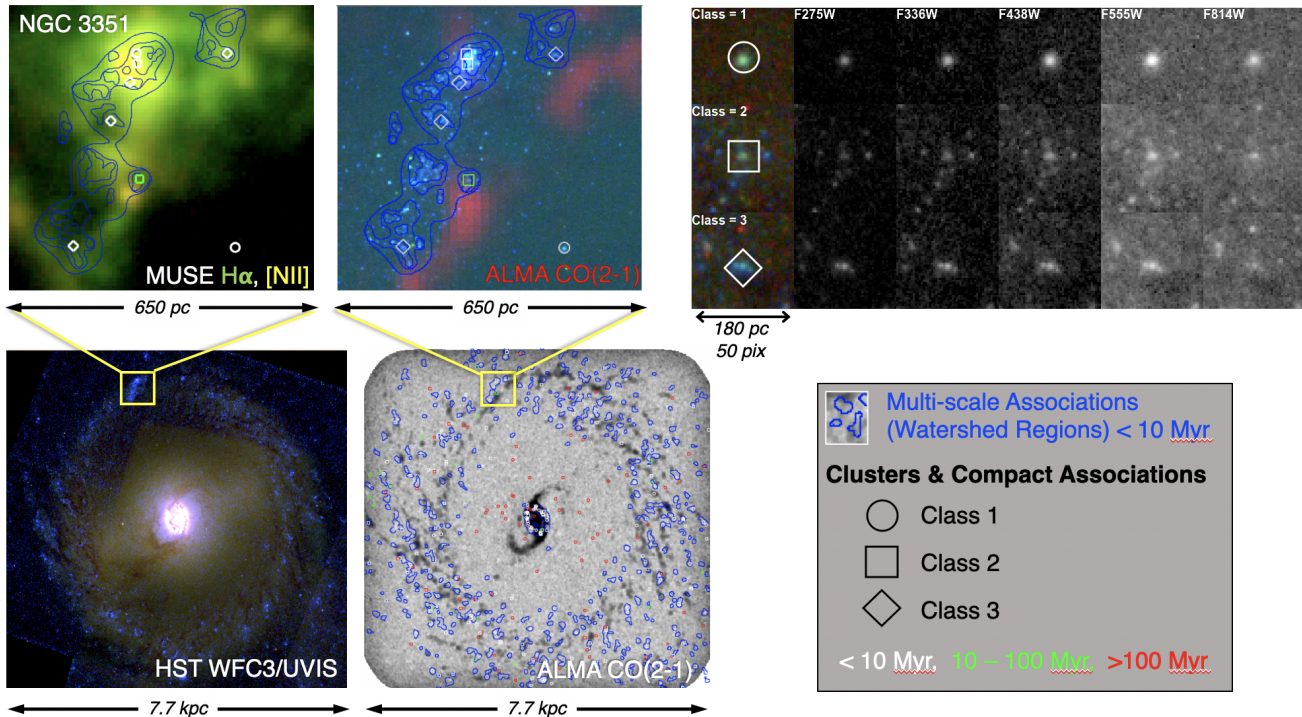 NGC 3351
MUSE Hα, [NII]
650 pc
ALMA CO(2-1)
650 pc
Class = 1
F275W
F336W
F438W
F555W
F814W
Class = 2
Class = 3
180 pc
50 pix
HST WFC3/UVIS
7.7 kpc
ALMA CO(2-1)
7.7 kpc
Multi-scale Associations
(Watershed Regions) < 10 Myr
Clusters & Compact Associations
Class 1
Class 2
Class 3
< 10 Myr, 10 – 100 Myr, >100 Myr